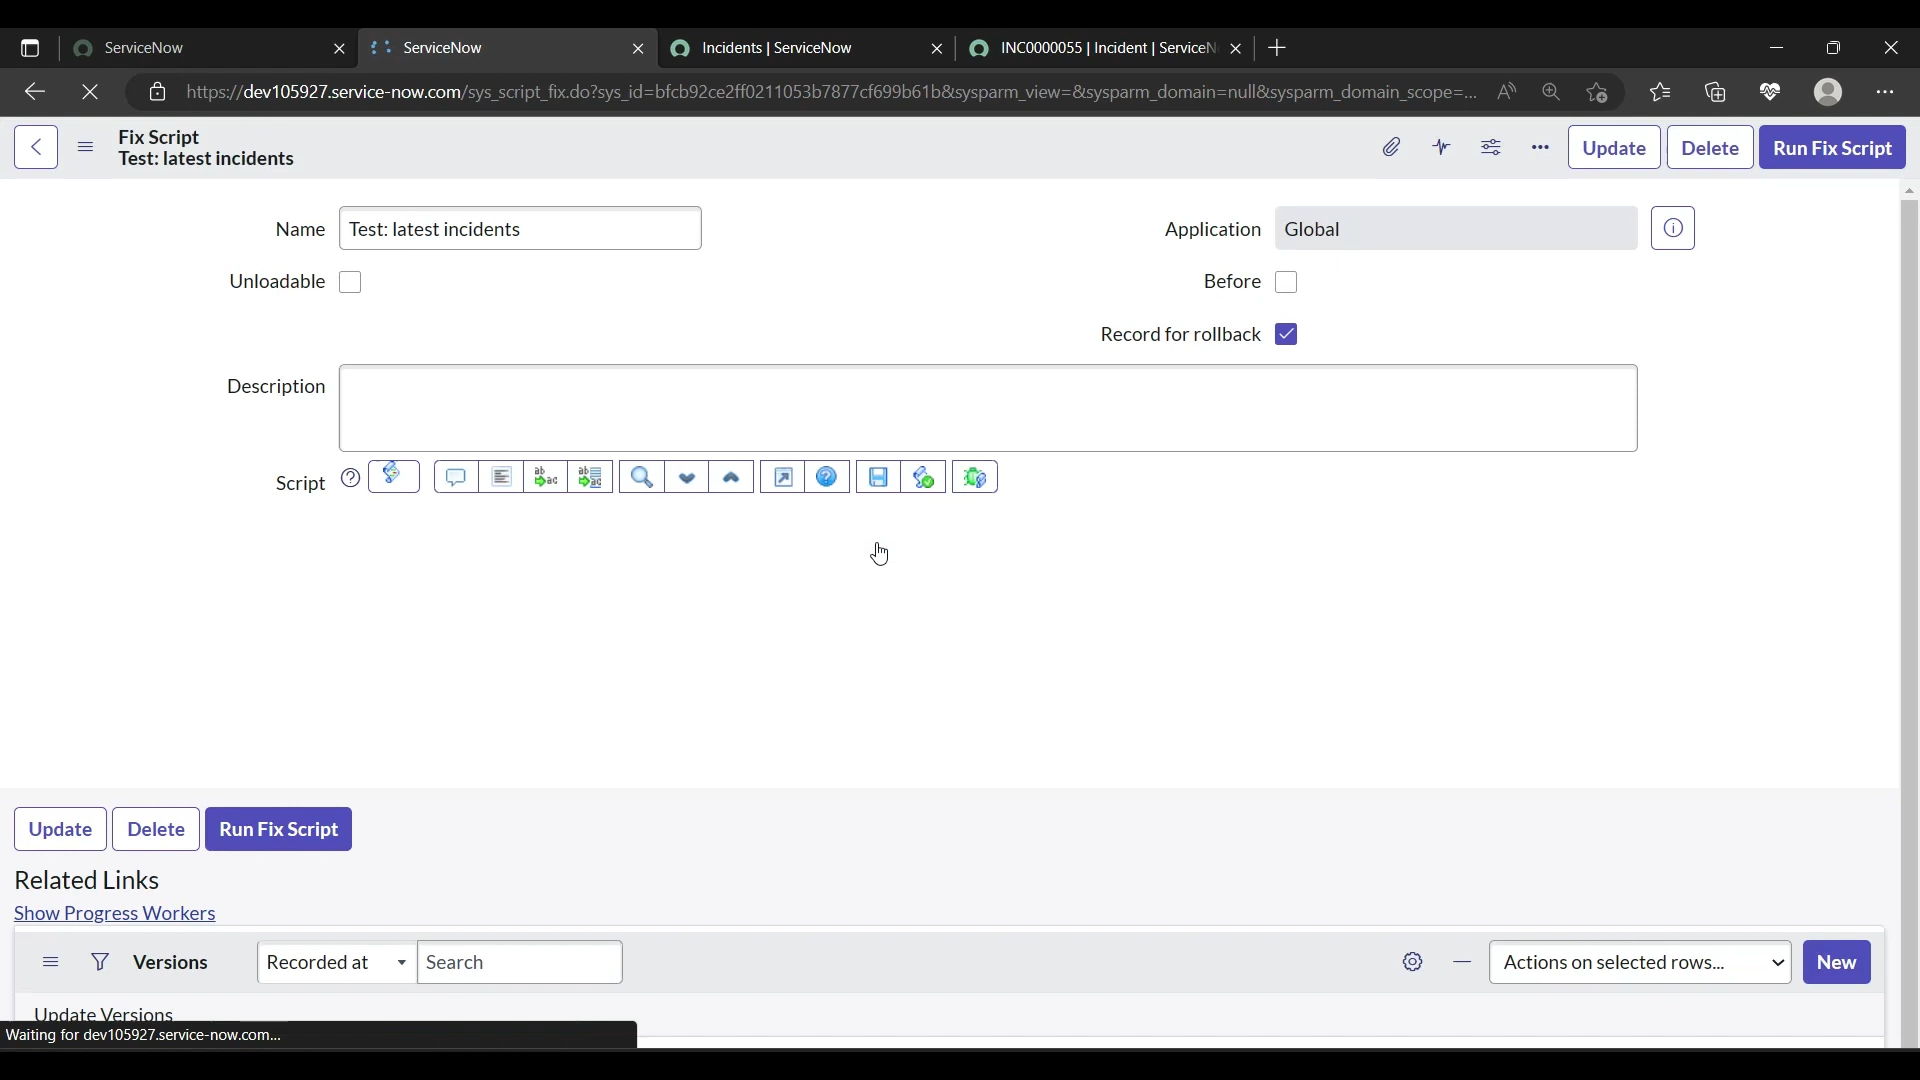 ServiceNow
ServiceNow
Incidents | ServiceNow
INC0000055 | Incident | ServiceN
https://dev105927.service-now.com/sys_script_fix.do?sys_id=bfcb92ce2ff0211053b7877cf699b61b&sysparm_view=&sysparm_domain=null&sysparm_domain_scope=...
Fix Script
Test: latest incidents
Update
Delete
Run Fix Script
Name
Test: latest incidents
Application
Global
Unloadable
Before
Record for rollback
Description
Script
Update
Delete
Run Fix Script
Related Links
Show Progress Workers
Versions
Recorded at
Search
Actions on selected rows...
New
Update Versions
Waiting for dev105927.service-now.com...